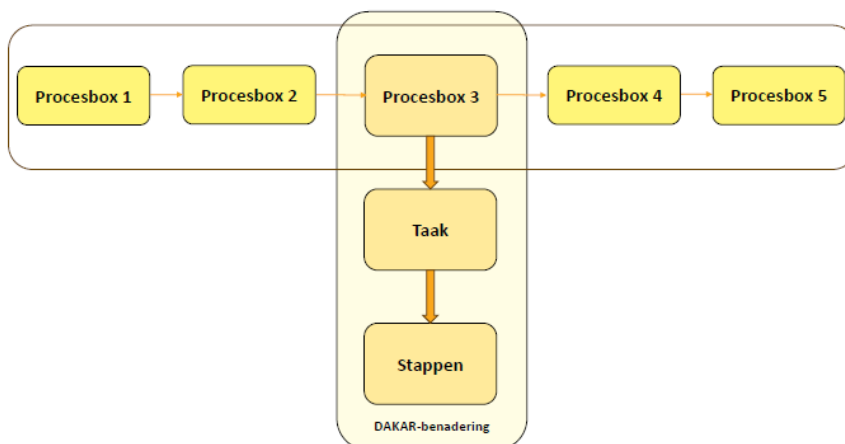 Procesbox 1
Procesbox 2
Procesbox 3
Procesbox 4
Procesbox 5
Taak
Stappen
DAKAR-benadering